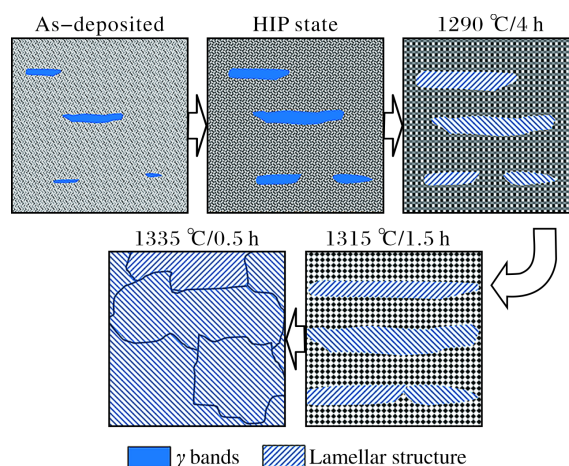 As-deposited
HIP state
1290 ℃/4 h
1335 ℃/0.5 h
1315 ℃/1.5 h
γ bands
Lamellar structure